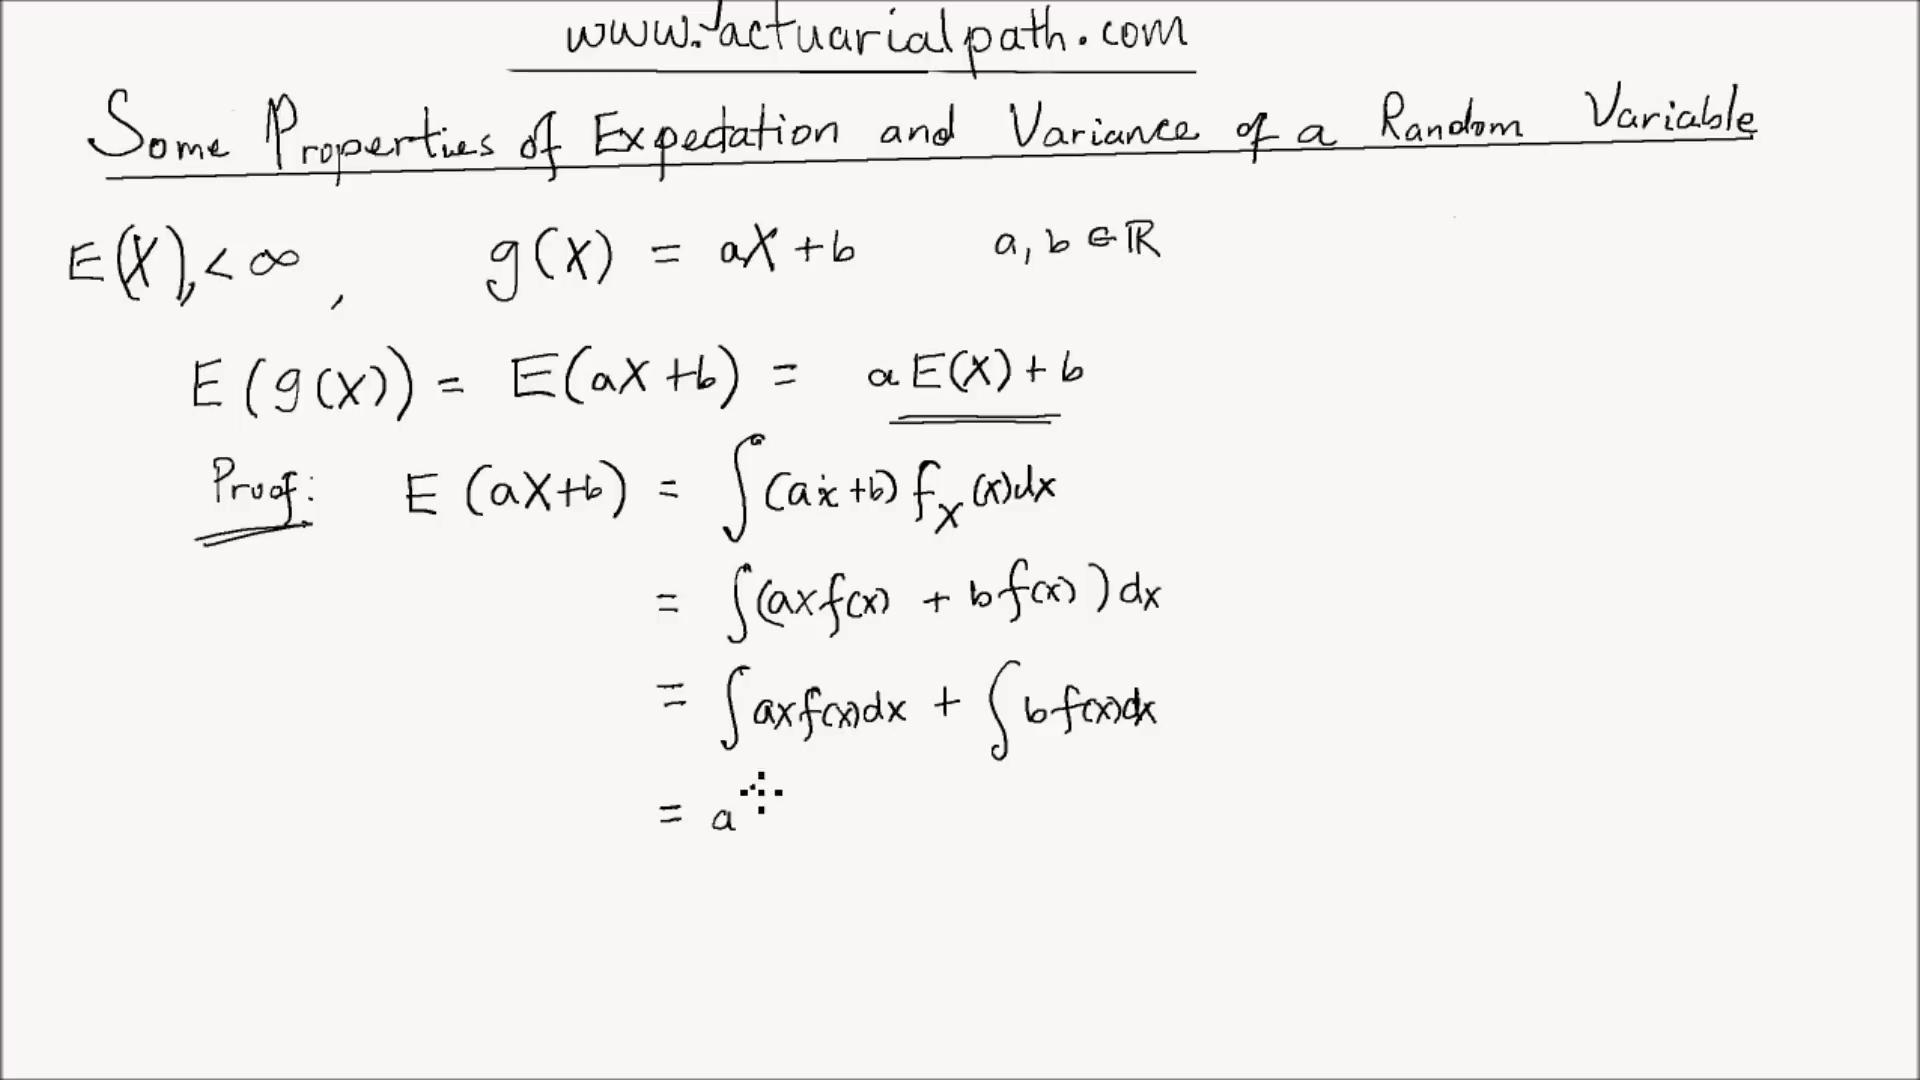 www.actuarialpath.com
Some Properties of Expectation and Variance of a Random Variable
E(X) < ∞ , g(X) = aX + b a, b ∈ ℝ
E(g(X)) = E(aX + b) = aE(X) + b
Proof: E(aX+b) = ∫(ax+b) f_X(x)dx
= ∫(axf(x) + bf(x))dx
= ∫axf(x)dx + ∫bf(x)dx
= a